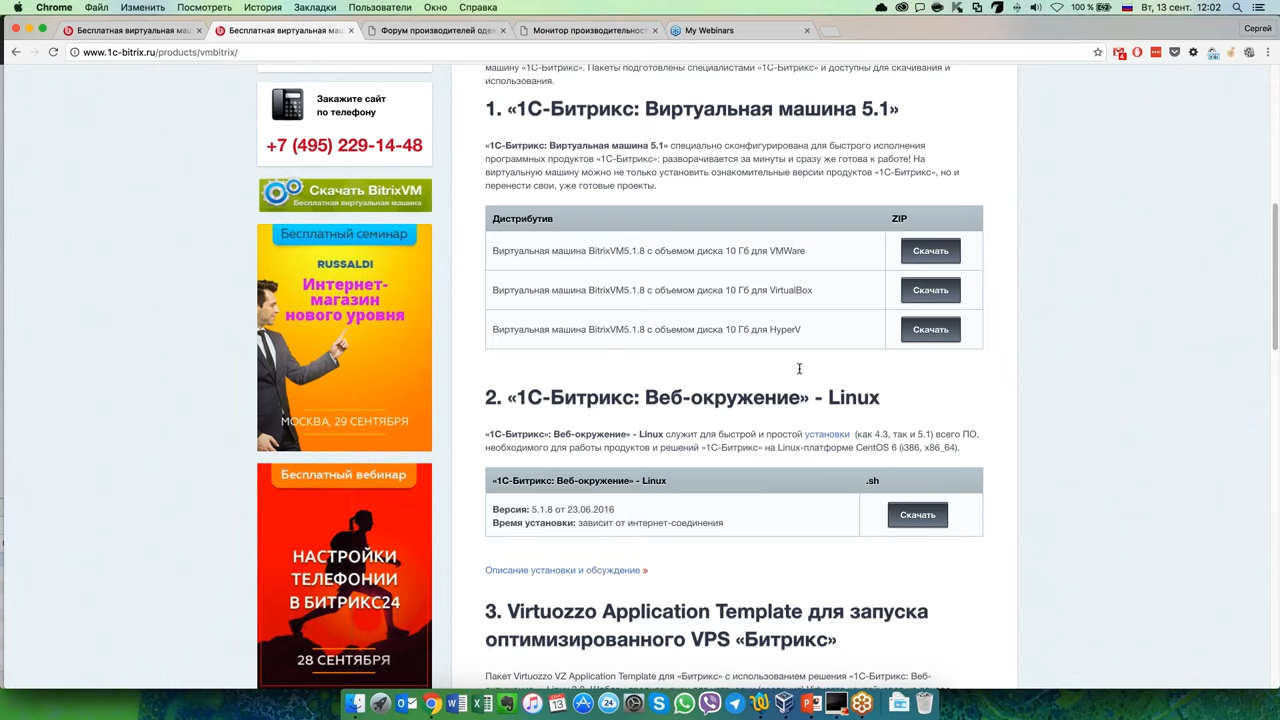 Chrome Файл Править Посмотреть История Закладки Пользователи Окно Справка 100 % Вт, 13 сент. 12:02
Бесплатная виртуальная маш
Бесплатная виртуальная маш
Форум производителей одеж
Монитор производительнос
My Webinars
Сергей
www.1c-bitrix.ru/products/vmbitrix/
машину «1С-Битрикс». Пакеты подготовлены специалистами «1С-Битрикс» и доступны для скачивания и
использования.
Закажите сайт
по телефону
+7 (495) 229-14-48
Скачать BitrixVM
Бесплатная виртуальная машина
Бесплатный семинар
RUSSALDI
Интернет-
магазин
нового уровня
МОСКВА, 29 СЕНТЯБРЯ
Бесплатный вебинар
НАСТРОЙКИ
ТЕЛЕФОНИИ
В БИТРИКС24
28 СЕНТЯБРЯ
1. «1С-Битрикс: Виртуальная машина 5.1»
«1С-Битрикс: Виртуальная машина 5.1» специально сконфигурирована для быстрого исполнения
программных продуктов «1С-Битрикс»: разворачивается за минуты и сразу же готова к работе! На
виртуальную машину можно не только установить ознакомительные версии продуктов «1С-Битрикс», но и
перенести свои, уже готовые проекты.
Дистрибутив ZIP
Виртуальная машина BitrixVM5.1.8 с объемом диска 10 Гб для VMWare Скачать
Виртуальная машина BitrixVM5.1.8 с объемом диска 10 Гб для VirtualBox Скачать
Виртуальная машина BitrixVM5.1.8 с объемом диска 10 Гб для HyperV Скачать
2. «1С-Битрикс: Веб-окружение» - Linux
«1С-Битрикс»: Веб-окружение» - Linux служит для быстрой и простой установки (как 4.3, так и 5.1) всего ПО,
необходимого для работы продуктов и решений «1С-Битрикс» на Linux-платформе CentOS 6 (i386, x86_64).
«1С-Битрикс: Веб-окружение» - Linux .sh
Версия: 5.1.8 от 23.06.2016
Время установки: зависит от интернет-соединения
Скачать
Описание установки и обсуждение »
3. Virtuozzo Application Template для запуска
оптимизированного VPS «Битрикс»
Пакет Virtuozzo VZ Application Template для «Битрикс» с использованием решения «1С-Битрикс: Веб-